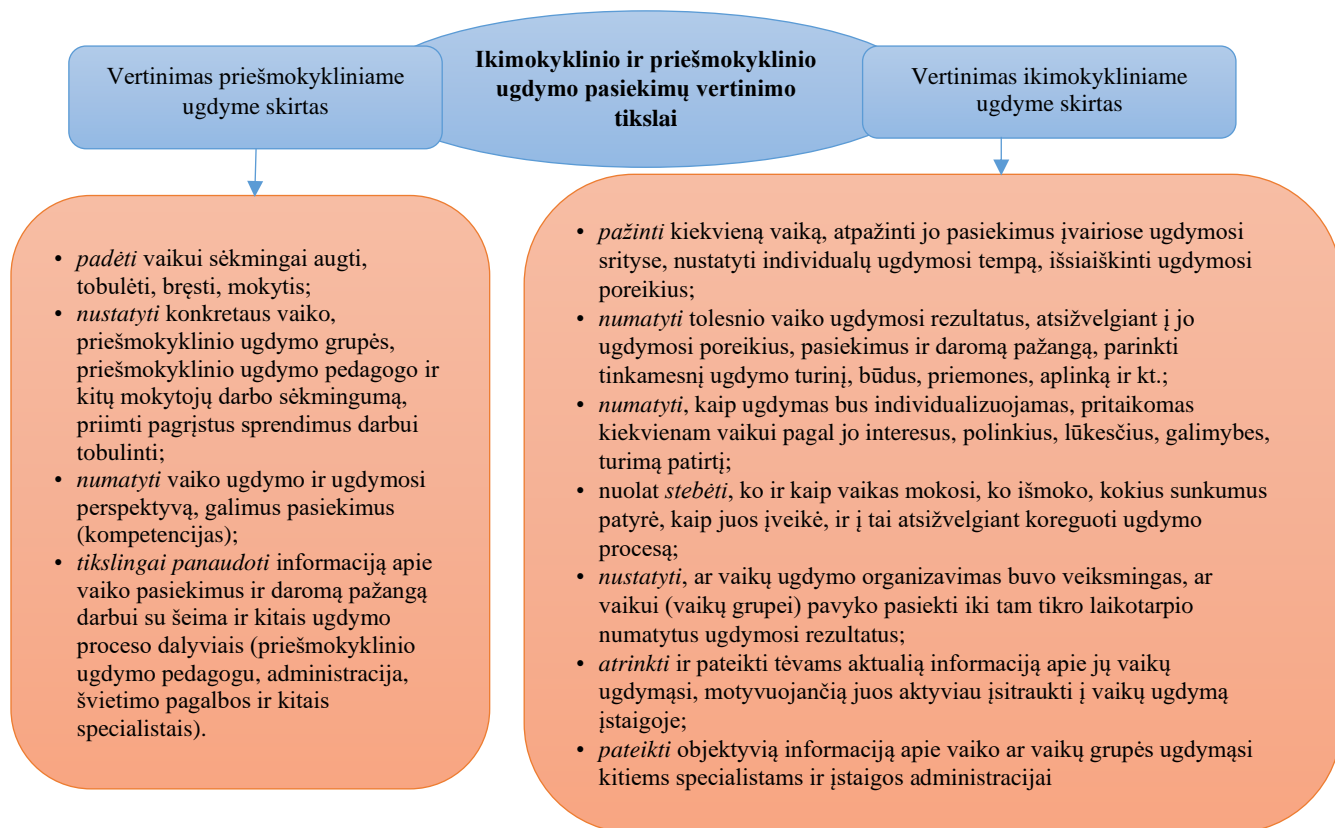 Ikimokyklinio ir priešmokyklinio
ugdymo pasiekimų vertinimo
tikslai
Vertinimas priešmokykliniame
ugdyme skirtas
Vertinimas ikimokykliniame
ugdyme skirtas
• padėti vaikui sėkmingai augti,
tobulėti, bręsti, mokytis;
• nustatyti konkretaus vaiko,
priešmokyklinio ugdymo grupės,
priešmokyklinio ugdymo pedagogo ir
kitų mokytojų darbo sėkmingumą,
priimti pagrįstus sprendimus darbui
tobulinti;
• numatyti vaiko ugdymo ir ugdymosi
perspektyvą, galimus pasiekimus
(kompetencijas);
• tikslingai panaudoti informaciją apie
vaiko pasiekimus ir daromą pažangą
darbui su šeima ir kitais ugdymo
proceso dalyviais (priešmokyklinio
ugdymo pedagogu, administracija,
švietimo pagalbos ir kitais
specialistais).
• pažinti kiekvieną vaiką, atpažinti jo pasiekimus įvairiose ugdymosi
srityse, nustatyti individualų ugdymosi tempą, išsiaiškinti ugdymosi
poreikius;
• numatyti tolesnio vaiko ugdymosi rezultatus, atsižvelgiant į jo
ugdymosi poreikius, pasiekimus ir daromą pažangą, parinkti
tinkamesnį ugdymo turinį, būdus, priemones, aplinką ir kt.;
• numatyti, kaip ugdymas bus individualizuojamas, pritaikomas
kiekvienam vaikui pagal jo interesus, polinkius, lūkesčius, galimybes,
turimą patirtį;
• nuolat stebėti, ko ir kaip vaikas mokosi, ko išmoko, kokius sunkumus
patyrė, kaip juos įveikė, ir į tai atsižvelgiant koreguoti ugdymo
procesą;
• nustatyti, ar vaikų ugdymo organizavimas buvo veiksmingas, ar
vaikui (vaikų grupei) pavyko pasiekti iki tam tikro laikotarpio
numatytus ugdymosi rezultatus;
• atrinkti ir pateikti tėvams aktualią informaciją apie jų vaikų
ugdymąsi, motyvuojančią juos aktyviau įsitraukti į vaikų ugdymą
įstaigoje;
• pateikti objektyvią informaciją apie vaiko ar vaikų grupės ugdymąsi
kitiems specialistams ir įstaigos administracijai